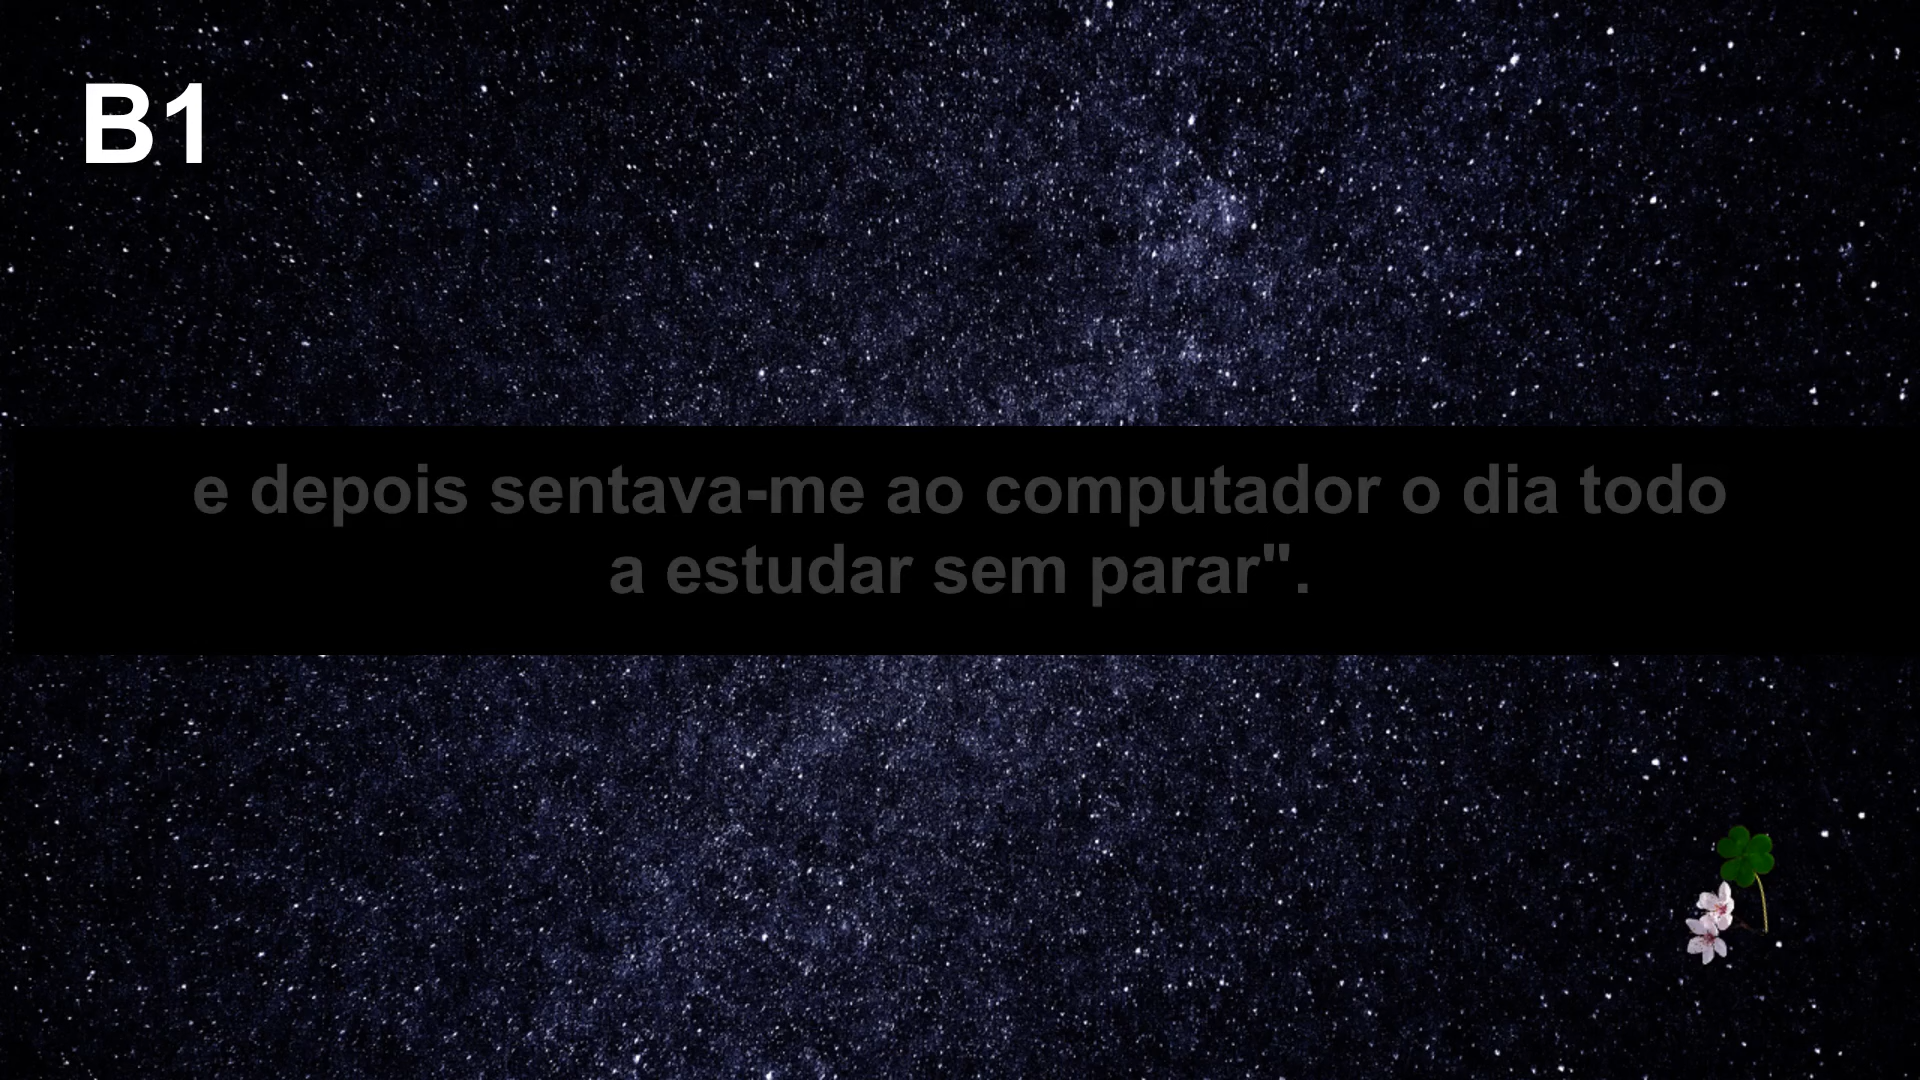 B1
e depois sentava-me ao computador o dia todo
a estudar sem parar".